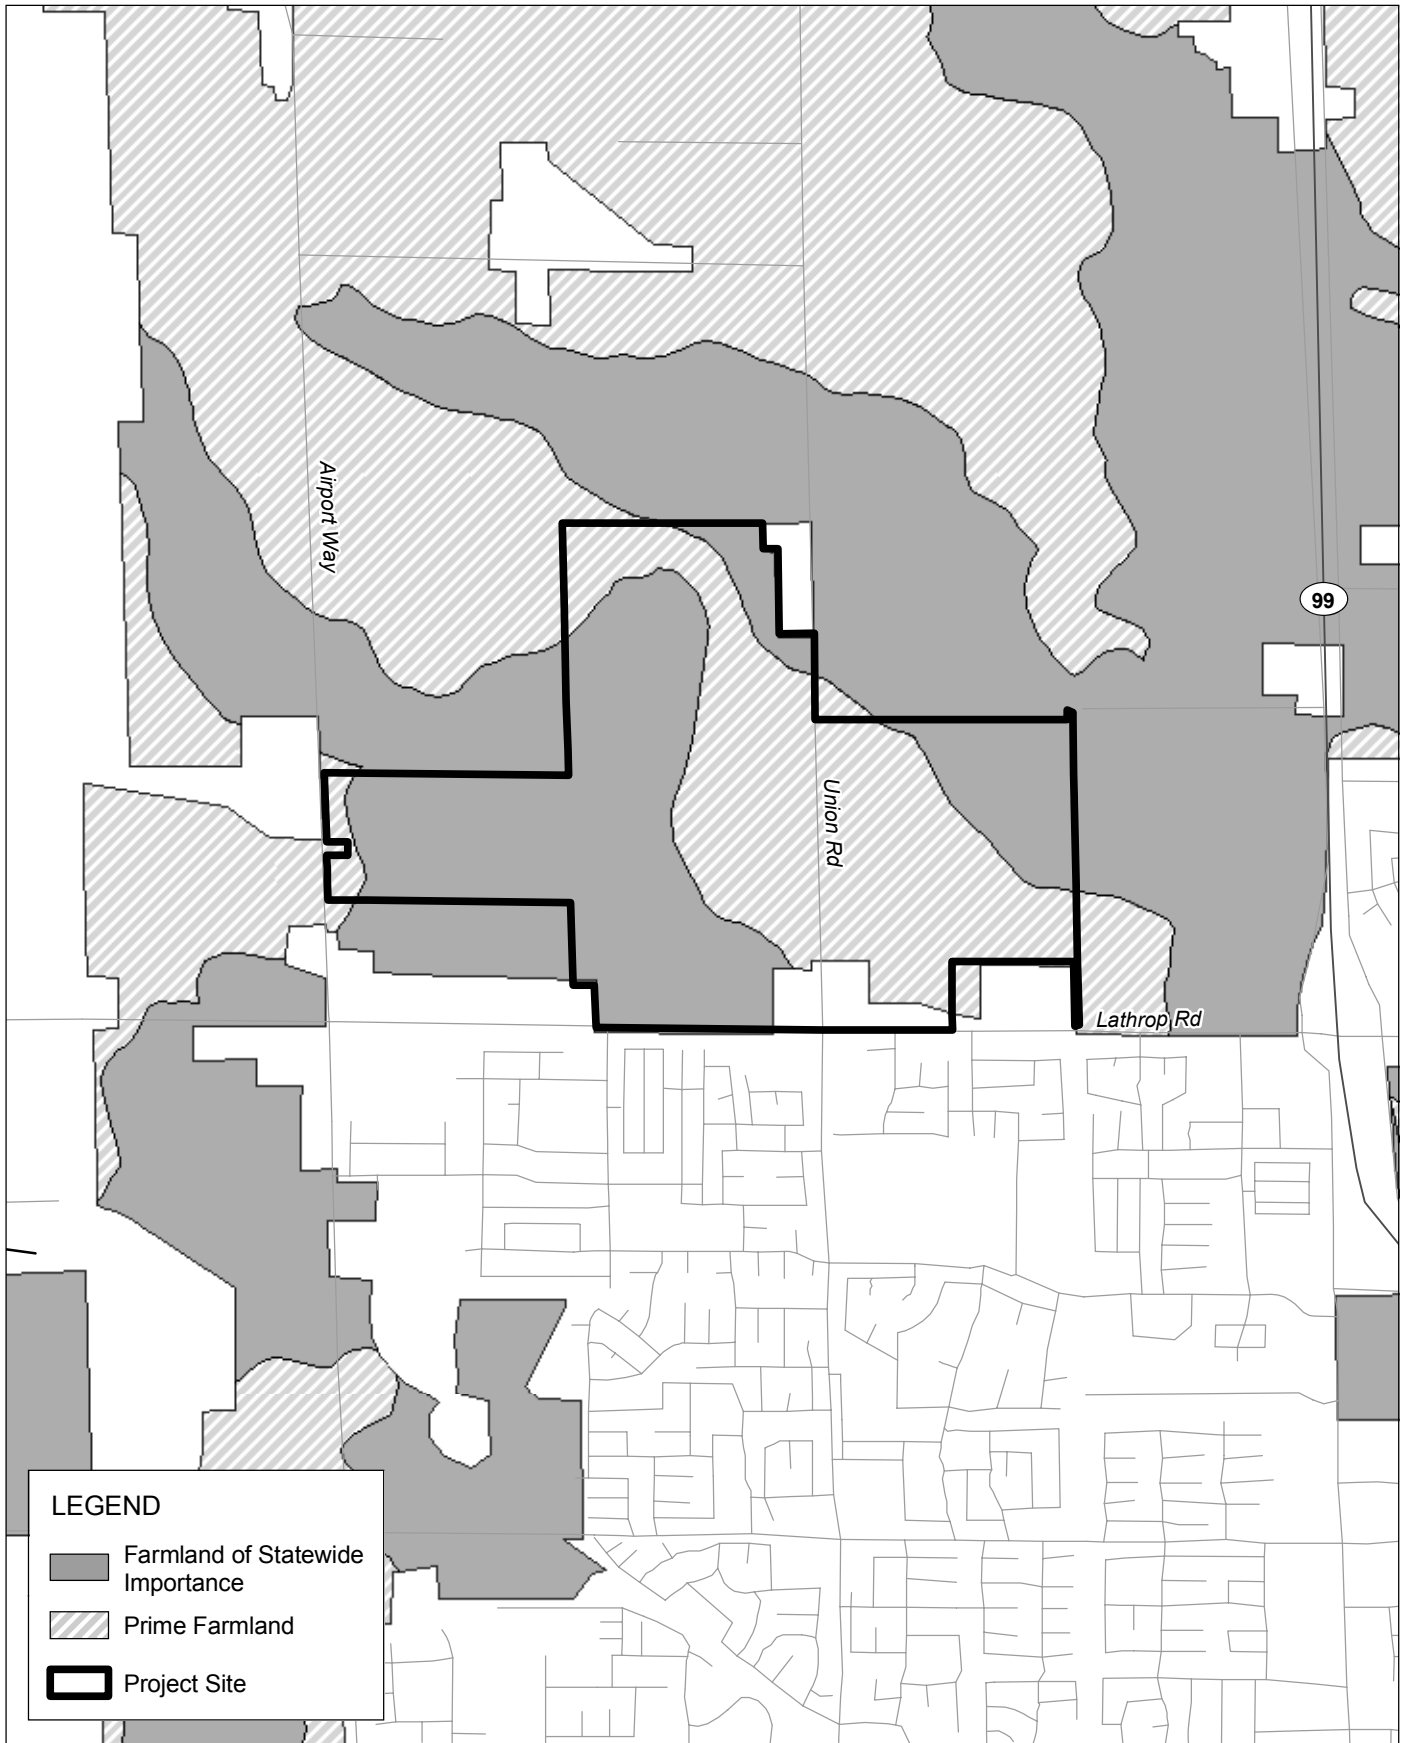 Airport Way
99
Union Rd
Lathrop Rd
LEGEND
Farmland of Statewide
Importance
Prime Farmland
Project Site